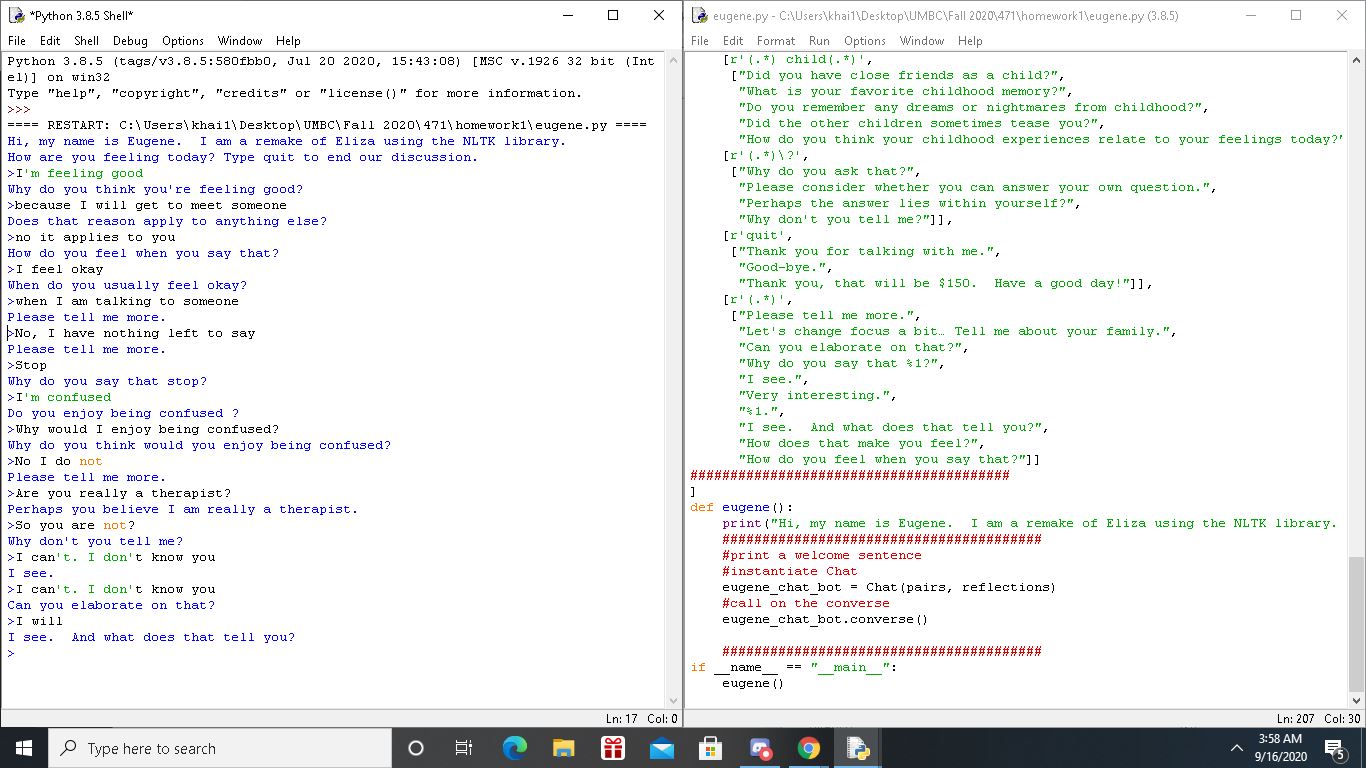 *Python 3.8.5 Shell*
File Edit Shell Debug Options Window Help
Python 3.8.5 (tags/v3.8.5:580fbb0, Jul 20 2020, 15:43:08) [MSC v.1926 32 bit (Int
el)] on win32
Type "help", "copyright", "credits" or "license()" for more information.
>>>
==== RESTART: C:\Users\khai1\Desktop\UMBC\Fall 2020\471\homework1\eugene.py ====
Hi, my name is Eugene.  I am a remake of Eliza using the NLTK library.
How are you feeling today? Type quit to end our discussion.
>I'm feeling good
Why do you think you're feeling good?
>because I will get to meet someone
Does that reason apply to anything else?
>no it applies to you
How do you feel when you say that?
>I feel okay
When do you usually feel okay?
>when I am talking to someone
Please tell me more.
>No, I have nothing left to say
Please tell me more.
>Stop
Why do you say that stop?
>I'm confused
Do you enjoy being confused ?
>Why would I enjoy being confused?
Why do you think would you enjoy being confused?
>No I do not
Please tell me more.
>Are you really a therapist?
Perhaps you believe I am really a therapist.
>So you are not?
Why don't you tell me?
>I can't. I don't know you
I see.
>I can't. I don't know you
Can you elaborate on that?
>I will
I see.  And what does that tell you?
>
Ln: 17 Col: 0
eugene.py - C:\Users\khai1\Desktop\UMBC\Fall 2020\471\homework1\eugene.py (3.8.5)
File Edit Format Run Options Window Help
    [r'(.*) child(.*)',
     ["Did you have close friends as a child?",
      "What is your favorite childhood memory?",
      "Do you remember any dreams or nightmares from childhood?",
      "Did the other children sometimes tease you?",
      "How do you think your childhood experiences relate to your feelings today?"
    [r'(.*)\?',
     ["Why do you ask that?",
      "Please consider whether you can answer your own question.",
      "Perhaps the answer lies within yourself?",
      "Why don't you tell me?"]],
    [r'quit',
     ["Thank you for talking with me.",
      "Good-bye.",
      "Thank you, that will be $150.  Have a good day!"]],
    [r'(.*)',
     ["Please tell me more.",
      "Let's change focus a bit… Tell me about your family.",
      "Can you elaborate on that?",
      "Why do you say that %1?",
      "I see.",
      "Very interesting.",
      "%1.",
      "I see.  And what does that tell you?",
      "How does that make you feel?",
      "How do you feel when you say that?"]]
########################################
]
def eugene():
    print("Hi, my name is Eugene.  I am a remake of Eliza using the NLTK library.
    ########################################
    #print a welcome sentence
    #instantiate Chat
    eugene_chat_bot = Chat(pairs, reflections)
    #call on the converse
    eugene_chat_bot.converse()
    ########################################
if __name__ == "__main__":
    eugene()
Ln: 207 Col: 30
Type here to search
3:58 AM
9/16/2020
5